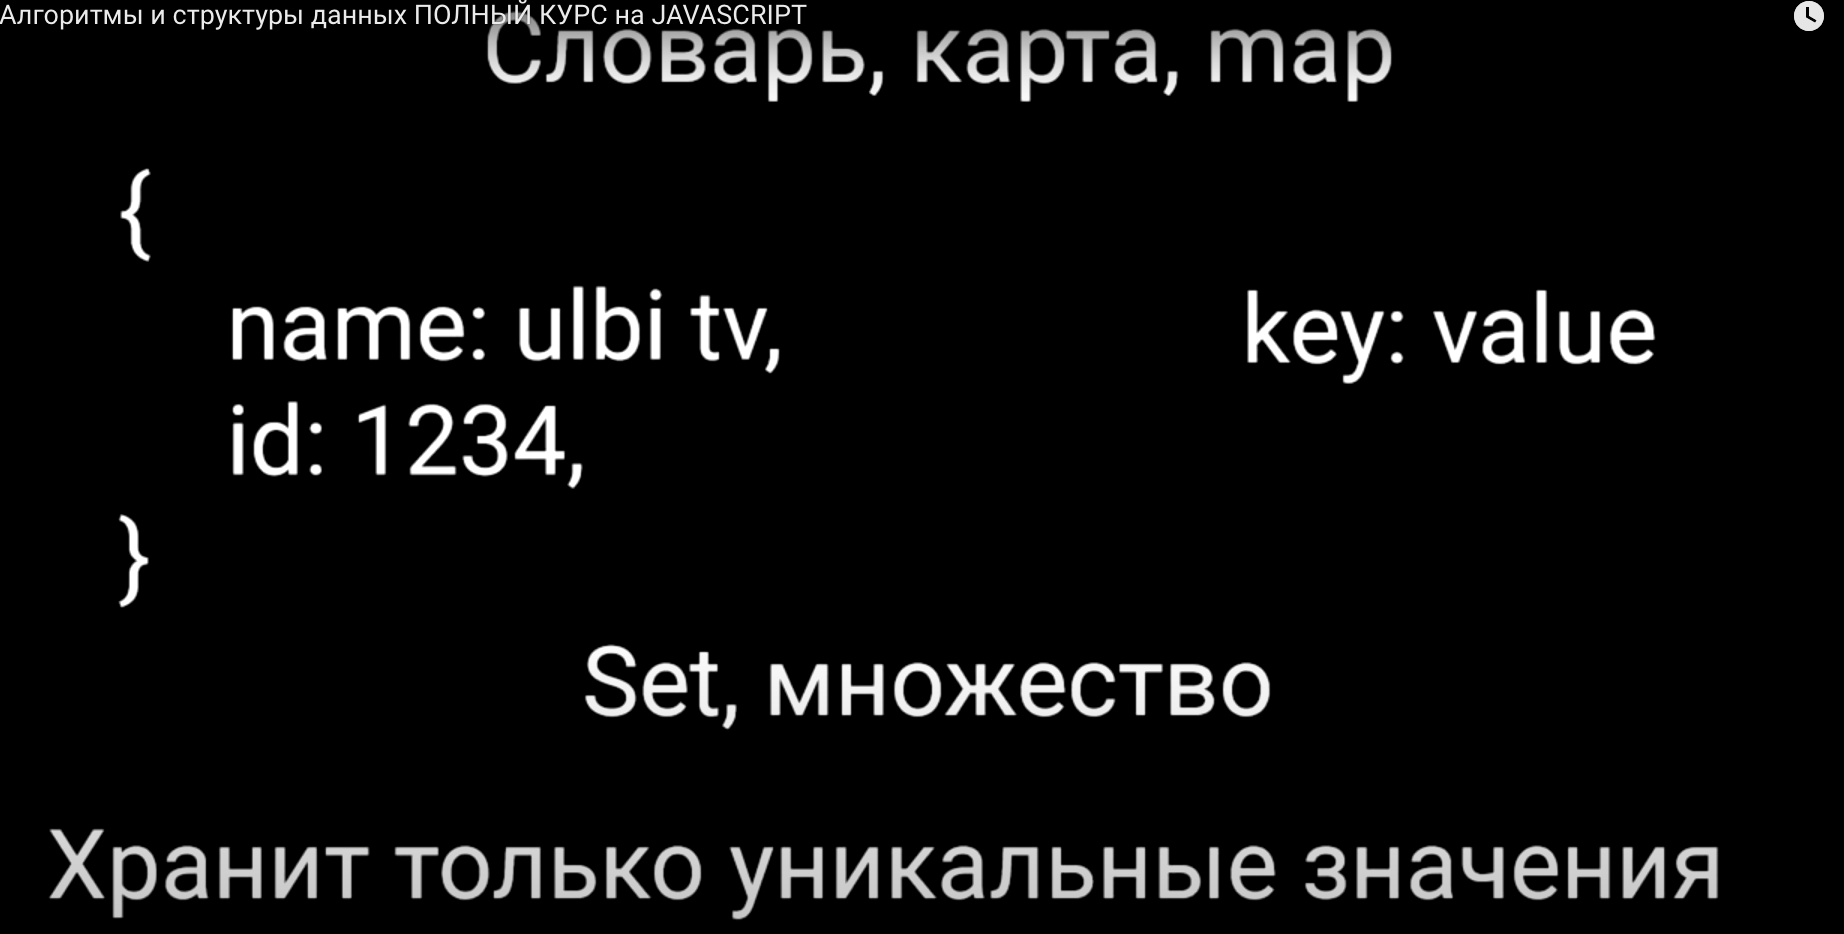 Алгоритмы и структуры данных ПОЛНЫЙ КУРС на JAVASCRIPT
Словарь, карта, map
{
name: ulbi tv,
key: value
id: 1234,
}
Set, множество
Хранит только уникальные значения